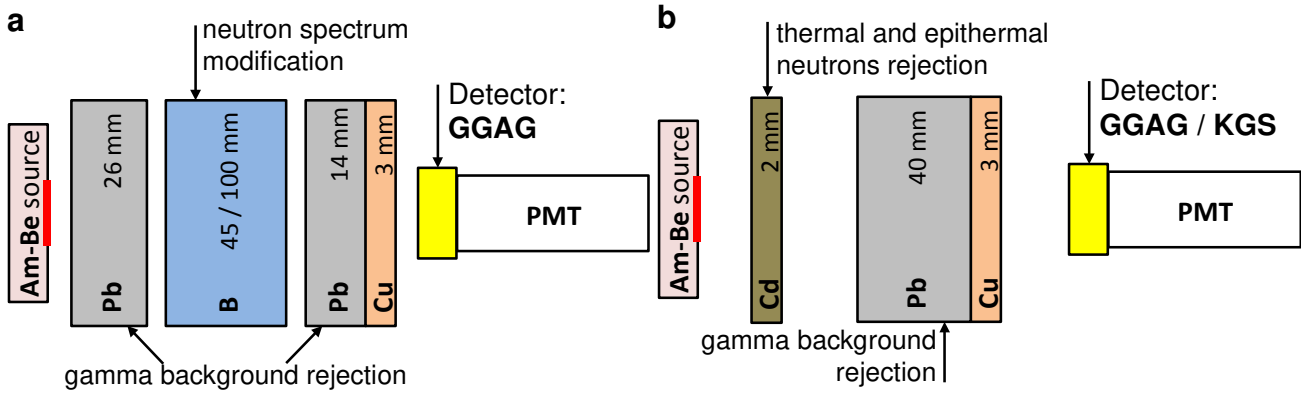 a
neutron spectrum
modification
Am-Be source
Pb
26 mm
B
45 / 100 mm
Pb
14 mm
Cu
3 mm
Detector:
GGAG
PMT
gamma background rejection
b
thermal and epithermal
neutrons rejection
Am-Be source
Cd
2 mm
Pb
40 mm
Cu
3 mm
Detector:
GGAG / KGS
PMT
gamma background
rejection